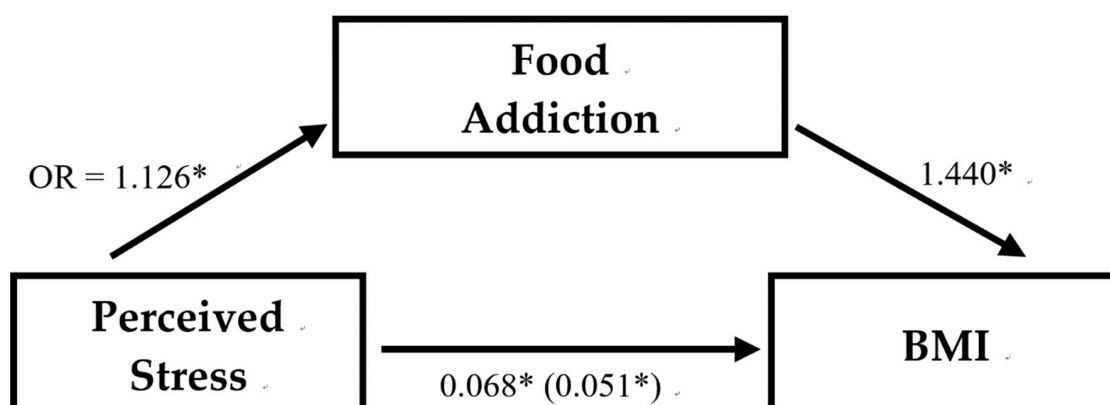 Food
Addiction
OR = 1.126*
1.440*
Perceived
Stress
0.068* (0.051*)
BMI